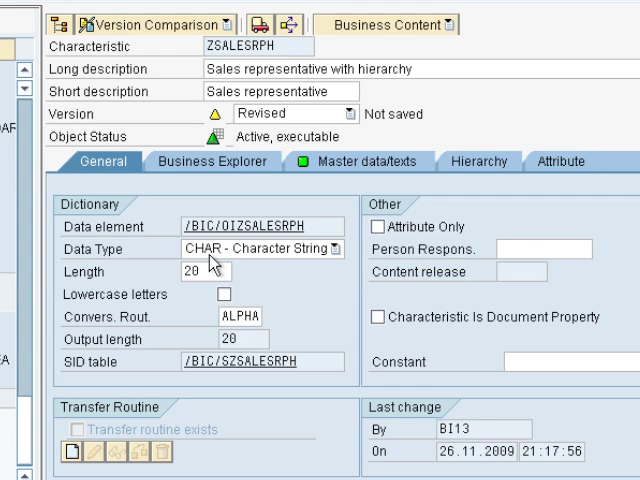 Version Comparison Business Content
Characteristic ZSALESRPH
Long description Sales representative with hierarchy
Short description Sales representative
Version Revised Not saved
Object Status Active, executable
General Business Explorer Master data/texts Hierarchy Attribute
Dictionary Other
Data element /BIC/OIZSALESRPH Attribute Only
Data Type CHAR - Character String Person Respons.
Length 20 Content release
Lowercase letters
Convers. Rout. ALPHA Characteristic Is Document Property
Output length 20
SID table /BIC/SZSALESRPH Constant
Transfer Routine Last change
Transfer routine exists By BI13
On 26.11.2009 21:17:56